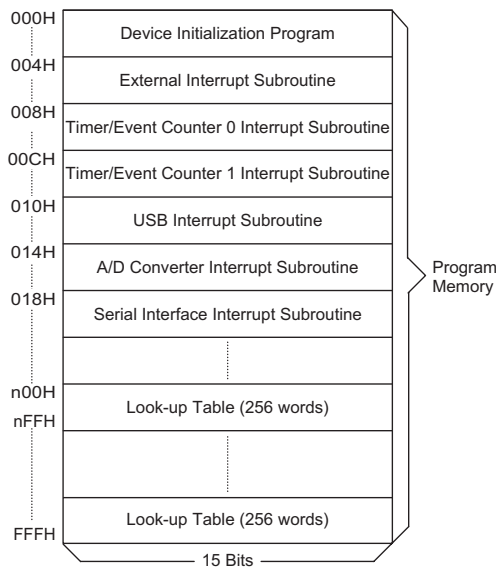 000H
Device Initialization Program
004H
External Interrupt Subroutine
008H
Timer/Event Counter 0 Interrupt Subroutine
00CH
Timer/Event Counter 1 Interrupt Subroutine
010H
USB Interrupt Subroutine
014H
A/D Converter Interrupt Subroutine
018H
Serial Interface Interrupt Subroutine
Program
Memory
n00H
Look-up Table (256 words)
nFFH
Look-up Table (256 words)
FFFH
15 Bits